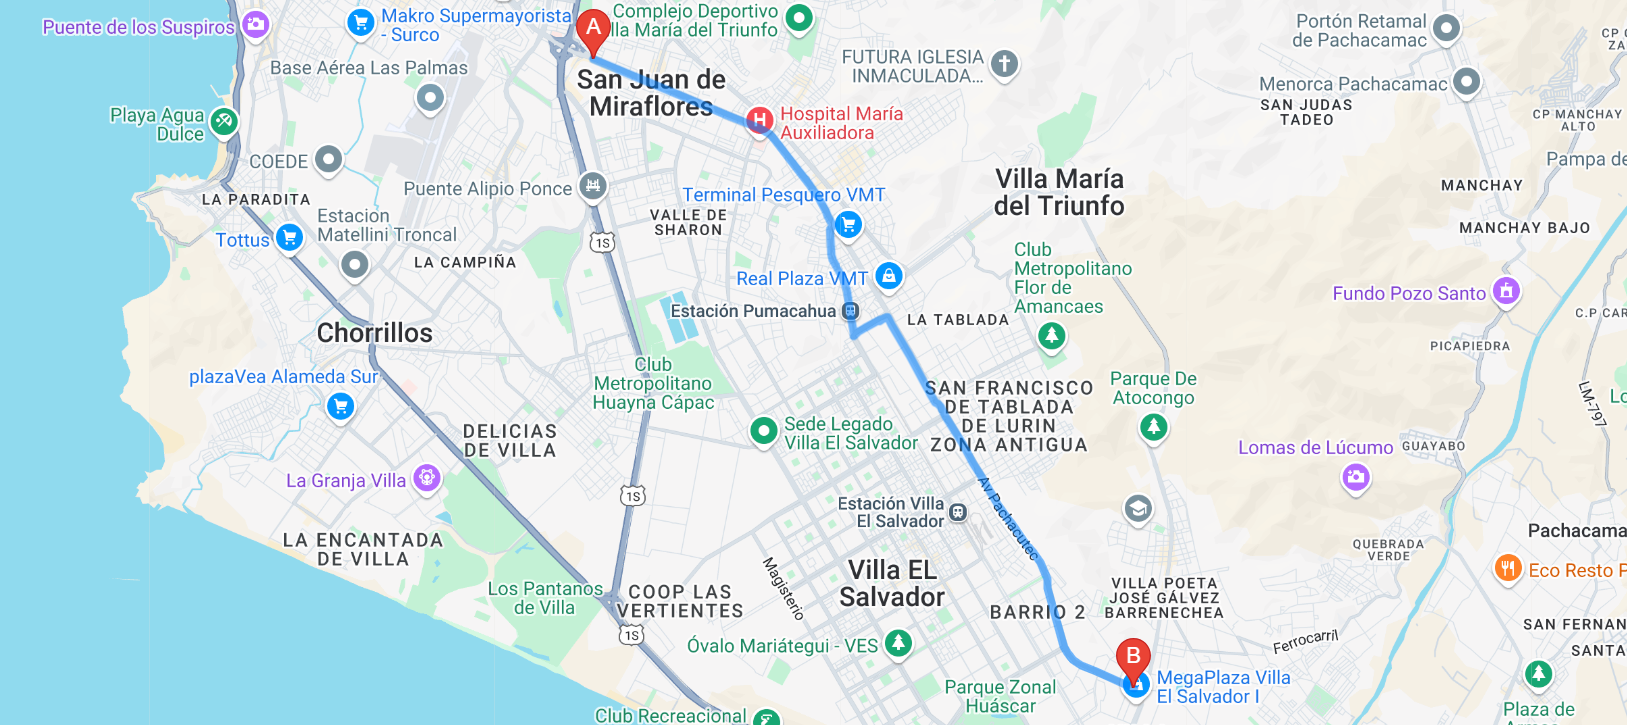 Puente de los Suspiros
Makro Supermayorista
- Surco
A
Complejo Deportivo
lla María del Triunfo
Portón Retamal
de Pachacamac
FUTURA IGLESIA
INMACULADA...
Base Aérea Las Palmas
San Juan de
Miraflores
Menorca Pachacamac
SAN JUDAS
TADEO
CP MANCHAY
ALTO
Playa Agua
Dulce
H
Hospital María
Auxiliadora
COEDE
Pampa de
Puente Alipio Ponce
Villa María
del Triunfo
MANCHAY
LA PARADITA
Terminal Pesquero VMT
VALLE DE
SHARON
Estacion
Matellini Troncal
Tottus
1S
MANCHAY BAJO
LA CAMPIÑA
Club
Metropolitano
Flor de
Amancaes
Real Plaza VMT
Fundo Pozo Santo
Estación Pumacahua
LA TABLADA
C.P CAR
Chorrillos
PICAPIEDRA
plazaVea Alameda Sur
Club
Metropolitano
Huayna Cápac
SAN FRANCISCO
DE TABLADA
DE LURIN
ZONA ANTIGUA
Parque De
Atocongo
LM-797
Lo
DELICIAS
DE VILLA
Sede Legado
Villa El Salvador
Lomas de Lúcumo
GUAYABO
La Granja Villa
1S
Av Pachacutec
Estación Villa
El Salvador
LA ENCANTADA
DE VILLA
Pachacama
QUEBRADA
VERDE
Magisterio
Villa EL
Salvador
Eco Resto P
Los Pantanos
de Villa
COOP LAS
VERTIENTES
VILLA POETA
JOSÉ GÁLVEZ
BARRENECHEA
BARRIO 2
1S
Ferrocarril
SAN FERNAN
SANTA
Óvalo Mariátegui - VES
B
MegaPlaza Villa
El Salvador I
Parque Zonal
Huáscar
Club Recreacional
Plaza de